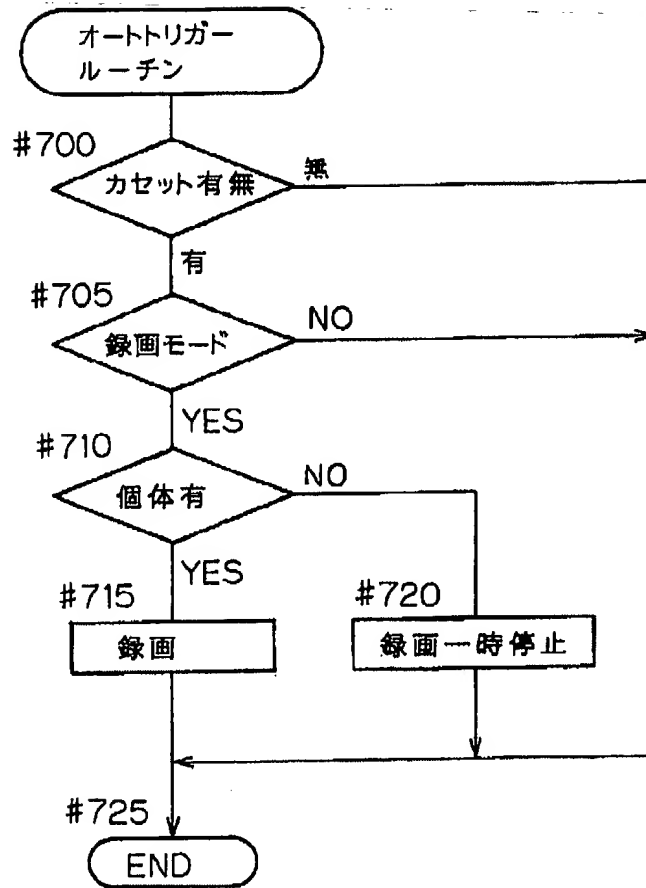 オートトリガー
ルーチン
#700
カセット有無
無
有
#705
録画モード
NO
YES
#710
個体有
NO
YES
#715
録画
#720
録画一時停止
#725
END